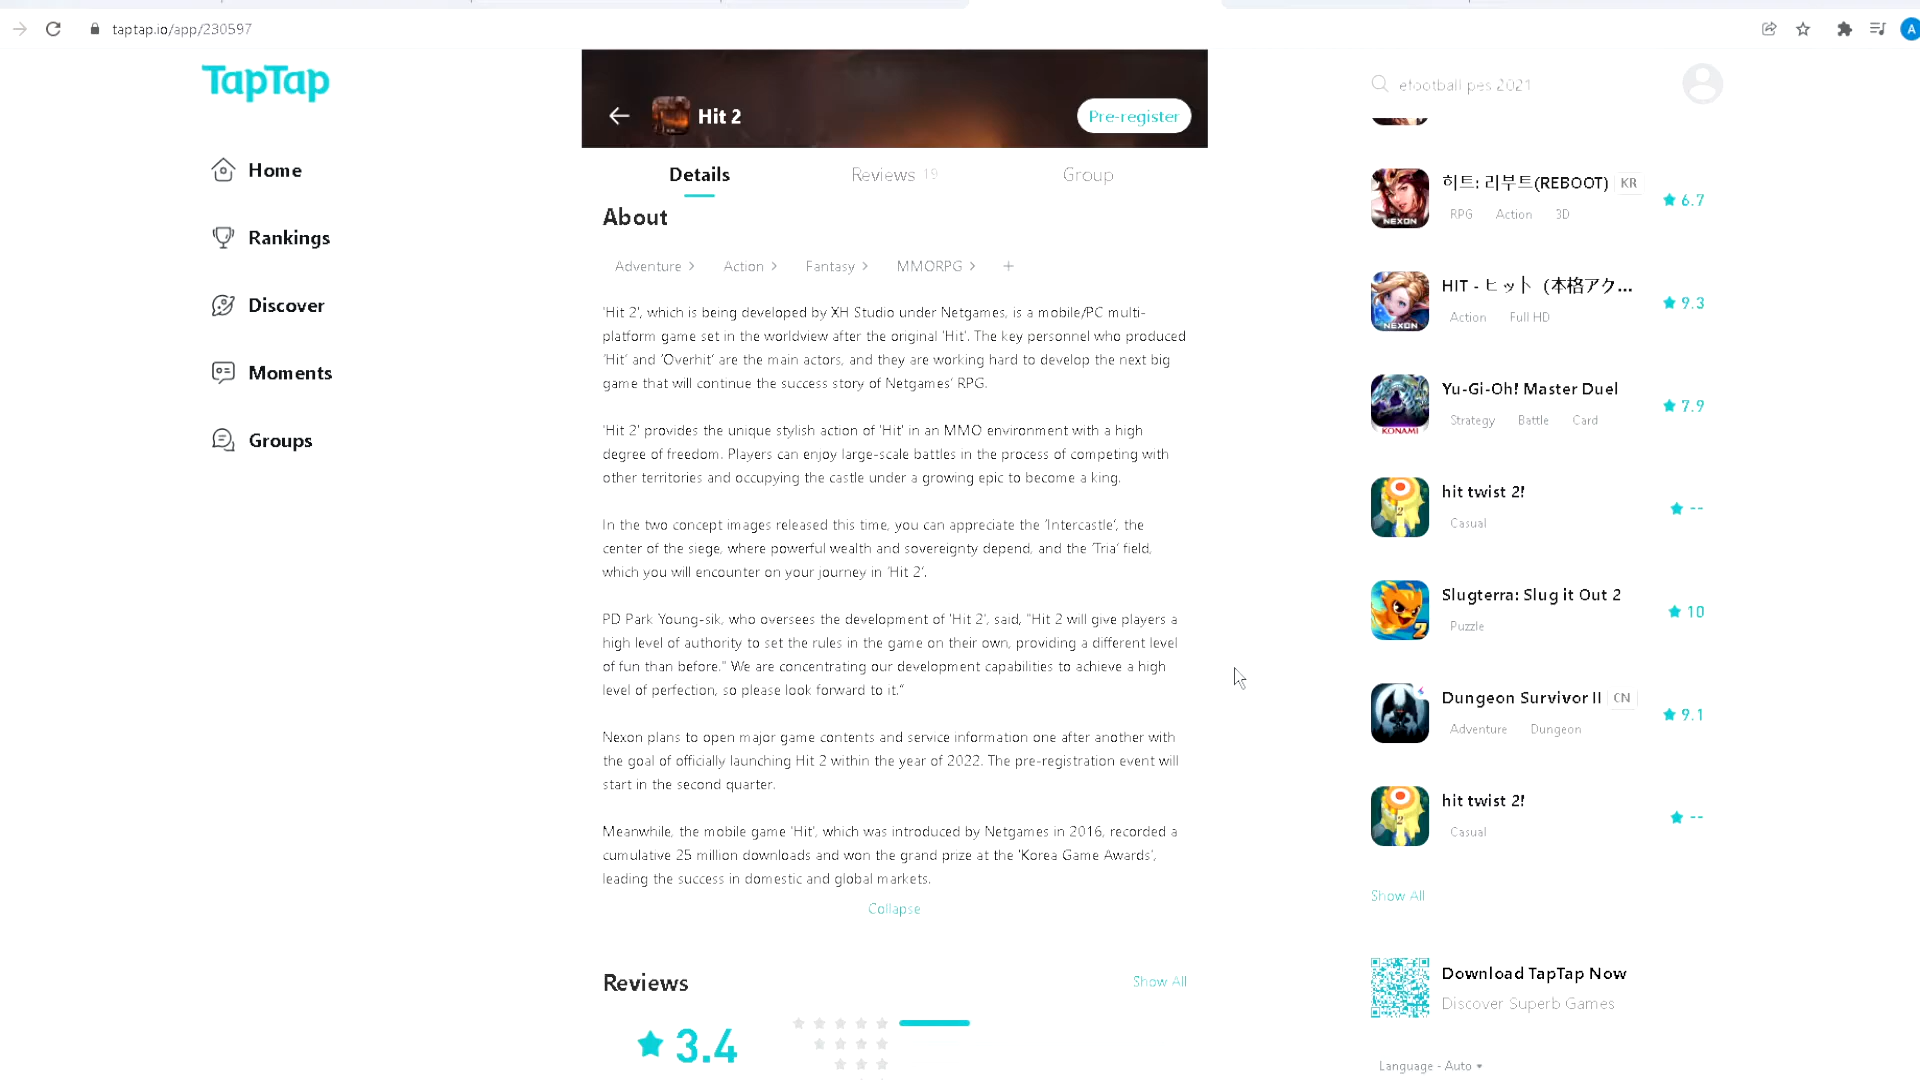 taptap.io/app/230597
A
TapTap
Home
Rankings
Discover
Moments
Groups
Hit 2
Pre-register
Details
Reviews 19
Group
About
Adventure
Action
Fantasy
MMORPG
+
'Hit 2', which is being developed by XH Studio under Netgames, is a mobile/PC multi-
platform game set in the worldview after the original 'Hit'. The key personnel who produced
'Hit' and 'Overhit' are the main actors, and they are working hard to develop the next big
game that will continue the success story of Netgames' RPG.
'Hit 2' provides the unique stylish action of 'Hit' in an MMO environment with a high
degree of freedom. Players can enjoy large-scale battles in the process of competing with
other territories and occupying the castle under a growing epic to become a king.
In the two concept images released this time, you can appreciate the 'Intercastle', the
center of the siege, where powerful wealth and sovereignty depend, and the 'Tria' field,
which you will encounter on your journey in 'Hit 2'.
PD Park Young-sik, who oversees the development of 'Hit 2', said, "Hit 2 will give players a
high level of authority to set the rules in the game on their own, providing a different level
of fun than before." We are concentrating our development capabilities to achieve a high
level of perfection, so please look forward to it."
Nexon plans to open major game contents and service information one after another with
the goal of officially launching Hit 2 within the year of 2022. The pre-registration event will
start in the second quarter.
Meanwhile, the mobile game 'Hit', which was introduced by Netgames in 2016, recorded a
cumulative 25 million downloads and won the grand prize at the 'Korea Game Awards',
leading the success in domestic and global markets.
Collapse
Reviews
Show All
3.4
efootball pes 2021
NEXON
히트: 리부트(REBOOT) KR
RPG Action 3D
6.7
NEXON
HIT - ヒット（本格アク...
Action Full HD
9.3
KONAMI
Yu-Gi-Oh! Master Duel
Strategy Battle Card
7.9
2
hit twist 2!
Casual
--
2
Slugterra: Slug it Out 2
Puzzle
10
Dungeon Survivor II CN
Adventure Dungeon
9.1
2
hit twist 2!
Casual
--
Show All
Download TapTap Now
Discover Superb Games
Language - Auto